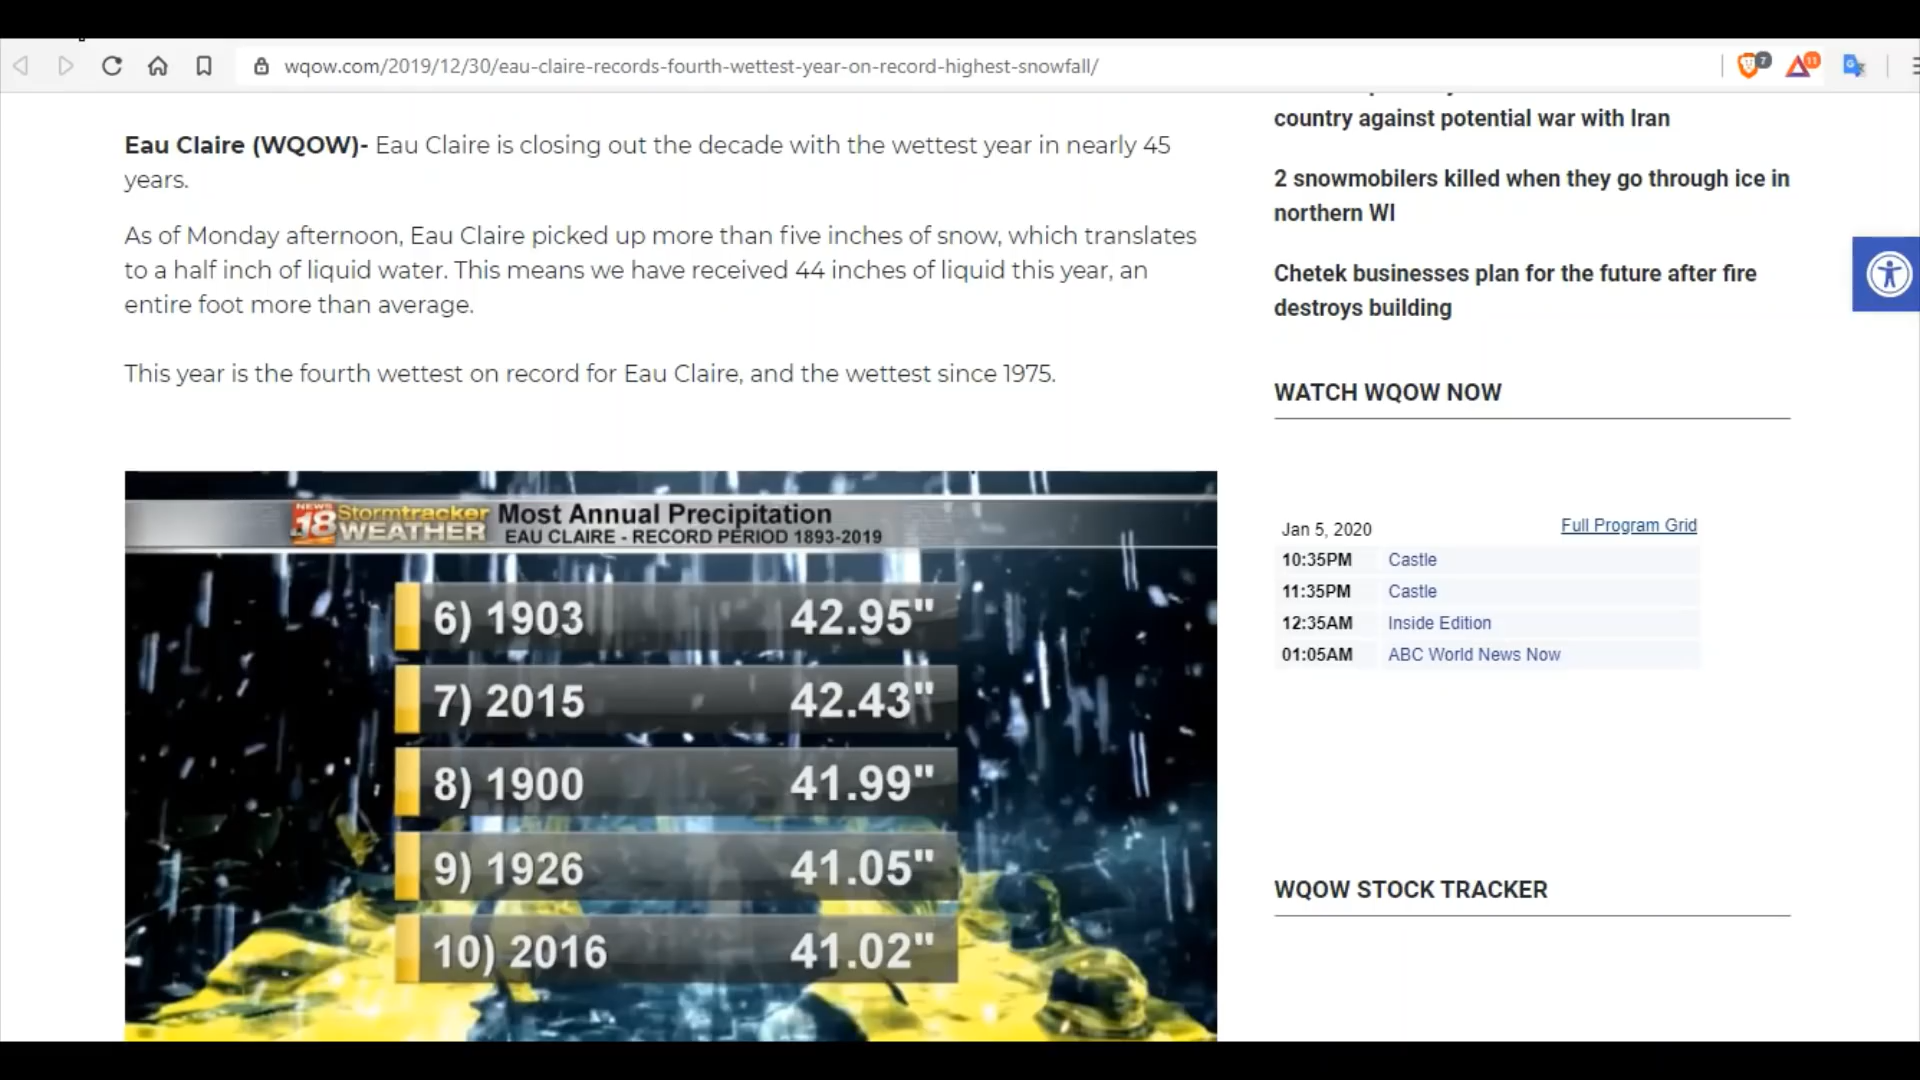 wqow.com/2019/12/30/eau-claire-records-fourth-wettest-year-on-record-highest-snowfall/
7
11
Eau Claire (WQOW)- Eau Claire is closing out the decade with the wettest year in nearly 45
years.
As of Monday afternoon, Eau Claire picked up more than five inches of snow, which translates
to a half inch of liquid water. This means we have received 44 inches of liquid this year, an
entire foot more than average.
This year is the fourth wettest on record for Eau Claire, and the wettest since 1975.
NEWS 18 Stormtracker WEATHER
Most Annual Precipitation
EAU CLAIRE - RECORD PERIOD 1893-2019
6) 1903 42.95"
7) 2015 42.43"
8) 1900 41.99"
9) 1926 41.05"
10) 2016 41.02"
country against potential war with Iran
2 snowmobilers killed when they go through ice in
northern WI
Chetek businesses plan for the future after fire
destroys building
WATCH WQOW NOW
Jan 5, 2020 Full Program Grid
10:35PM Castle
11:35PM Castle
12:35AM Inside Edition
01:05AM ABC World News Now
WQOW STOCK TRACKER